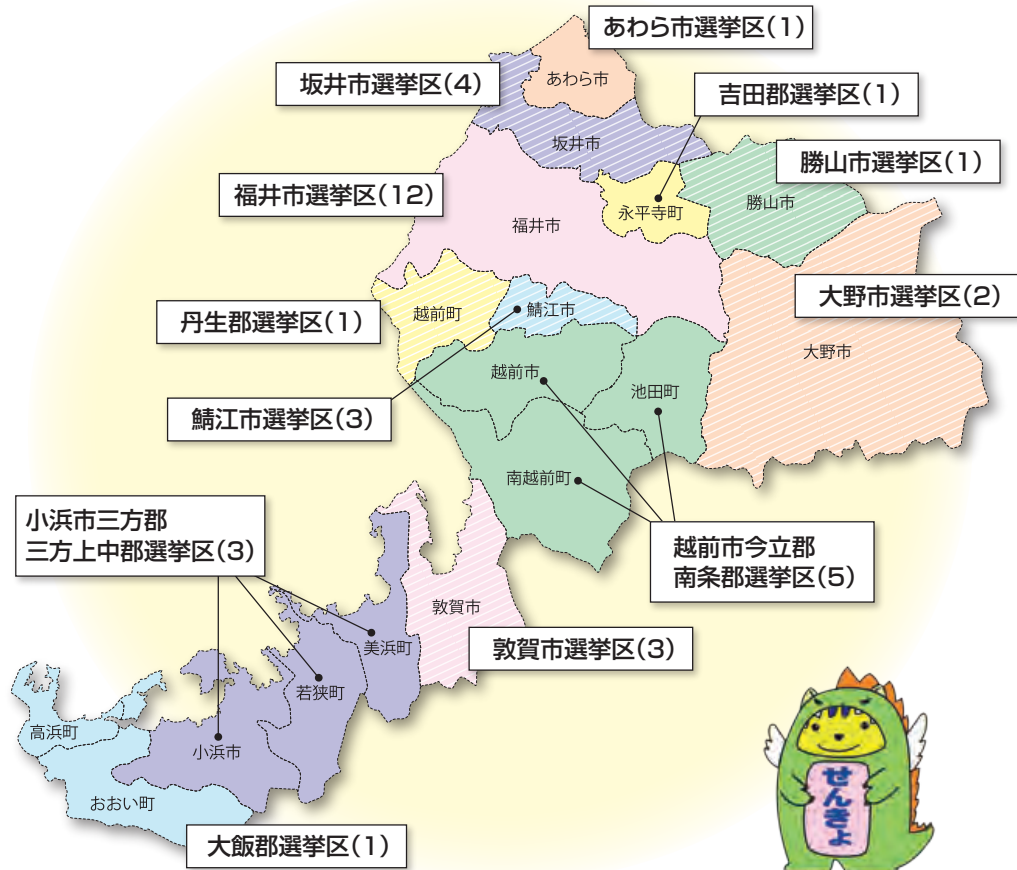 あわら市選挙区(1)
坂井市選挙区(4)
あわら市
吉田郡選挙区(1)
坂井市
勝山市選挙区(1)
福井市選挙区(12)
永平寺町
勝山市
福井市
大野市選挙区(2)
丹生郡選挙区(1)
越前町
鯖江市
大野市
越前市
池田町
鯖江市選挙区(3)
南越前町
小浜市三方郡
三方上中郡選挙区(3)
越前市今立郡
南条郡選挙区(5)
敦賀市
美浜町
敦賀市選挙区(3)
若狭町
高浜町
小浜市
おおい町
大飯郡選挙区(1)
せんきょ